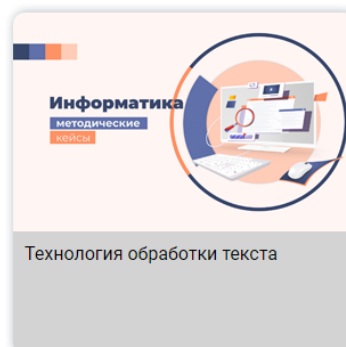 Информатика
методические
кейсы
Технология обработки текста